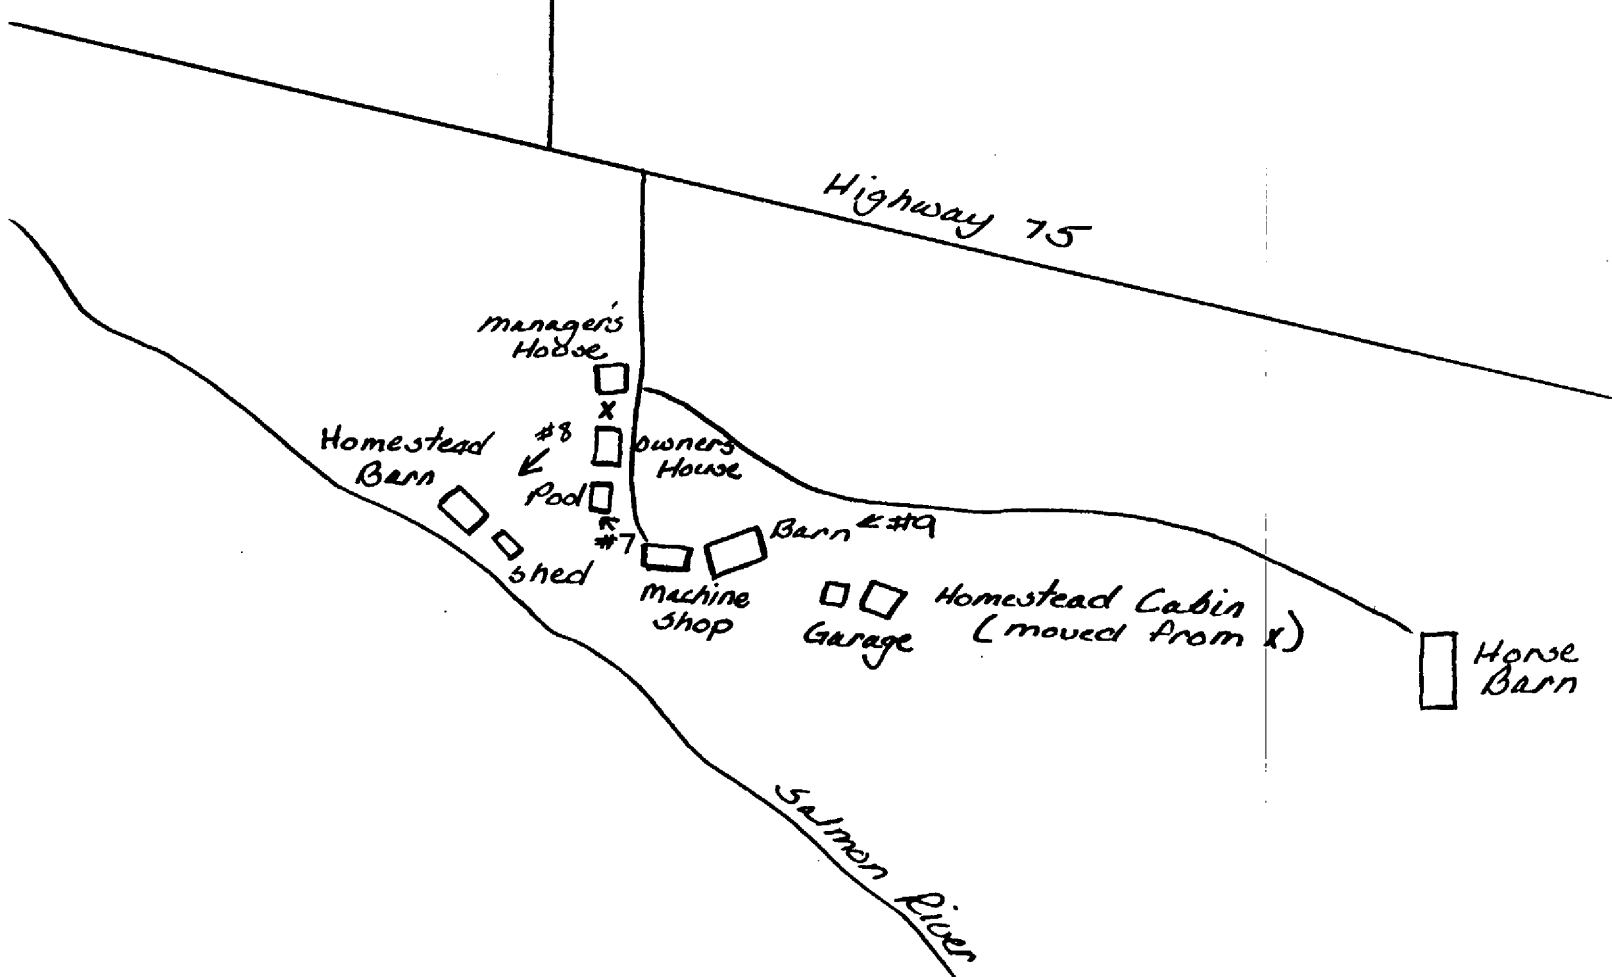 Highway 75
manager's
House
x
#8
Homestead
Barn
owners
House
Pool
#7
Barn
#9
shed
machine
shop
Garage
Homestead Cabin
(moved from x)
Horse
Barn
Salmon River